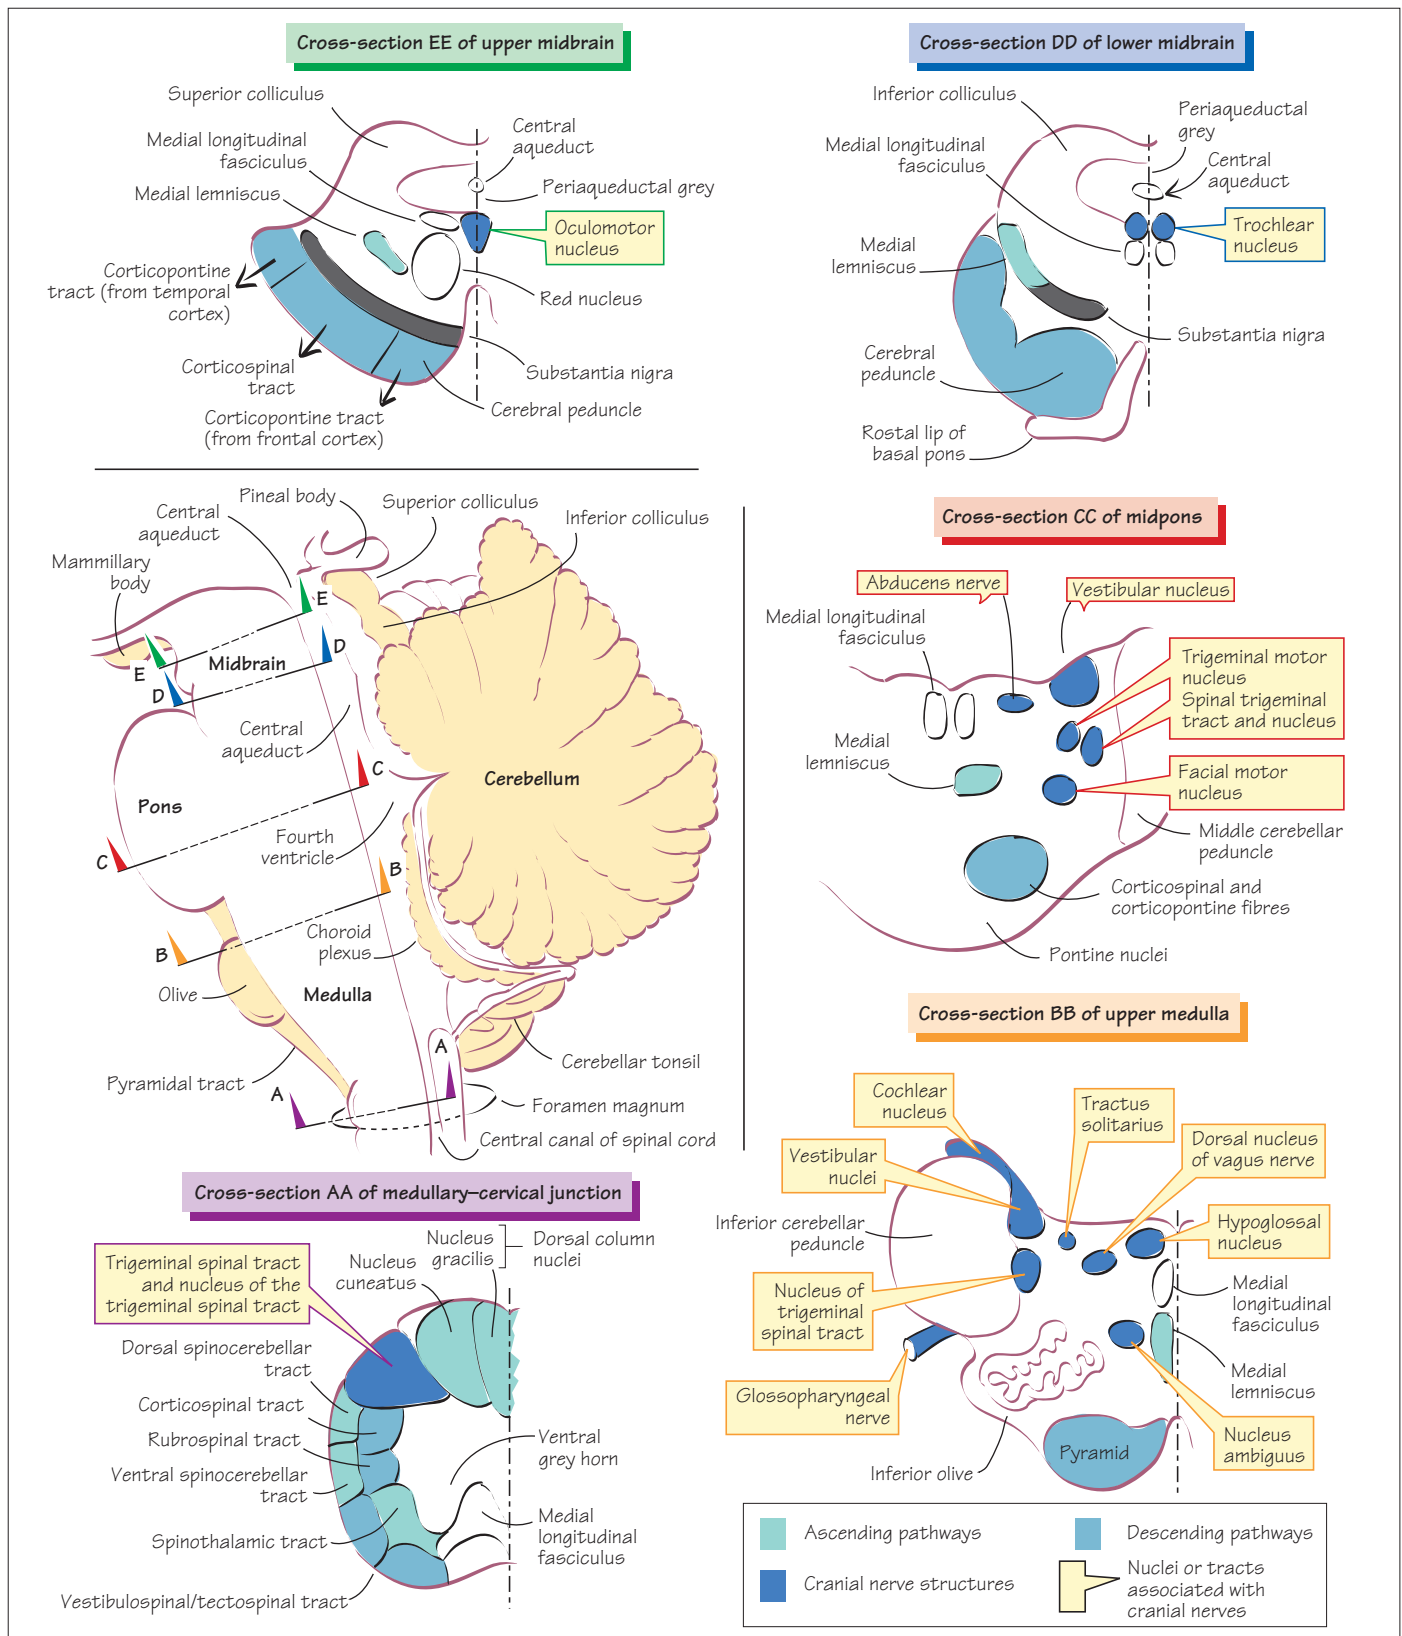 Cross-section EE of upper midbrain
Superior colliculus
Medial longitudinal
fasciculus
Medial lemniscus
Central
aqueduct
Periaqueductal grey
Oculomotor
nucleus
Corticopontine
tract (from temporal
cortex)
Red nucleus
Corticospinal
tract
Substantia nigra
Corticopontine tract
(from frontal cortex)
Cerebral peduncle
Cross-section DD of lower midbrain
Inferior colliculus
Periaqueductal
grey
Medial longitudinal
fasciculus
Central
aqueduct
Trochlear
nucleus
Medial
lemniscus
Substantia nigra
Cerebral
peduncle
Rostal lip of
basal pons
Pineal body
Superior colliculus
Central
aqueduct
Inferior colliculus
Mammillary
body
E
E
D
D
Midbrain
Central
aqueduct
C
C
Pons
Cerebellum
Fourth
ventricle
B
B
Choroid
plexus
Olive
Medulla
A
A
Cerebellar tonsil
Pyramidal tract
Foramen magnum
Central canal of spinal cord
Cross-section CC of midpons
Abducens nerve
Vestibular nucleus
Medial longitudinal
fasciculus
Trigeminal motor
nucleus
Spinal trigeminal
tract and nucleus
Medial
lemniscus
Facial motor
nucleus
Middle cerebellar
peduncle
Corticospinal and
corticopontine fibres
Pontine nuclei
Cross-section BB of upper medulla
Cochlear
nucleus
Tractus
solitarius
Vestibular
nuclei
Dorsal nucleus
of vagus nerve
Inferior cerebellar
peduncle
Hypoglossal
nucleus
Nucleus of
trigeminal
spinal tract
Medial
longitudinal
fasciculus
Medial
lemniscus
Glossopharyngeal
nerve
Nucleus
ambiguus
Inferior olive
Pyramid
Cross-section AA of medullary–cervical junction
Nucleus
gracilis
Dorsal column
nuclei
Nucleus
cuneatus
Trigeminal spinal tract
and nucleus of the
trigeminal spinal tract
Dorsal spinocerebellar
tract
Corticospinal tract
Rubrospinal tract
Ventral spinocerebellar
tract
Ventral
grey horn
Spinothalamic tract
Medial
longitudinal
fasciculus
Vestibulospinal/tectospinal tract
Ascending pathways
Descending pathways
Cranial nerve structures
Nuclei or tracts
associated with
cranial nerves